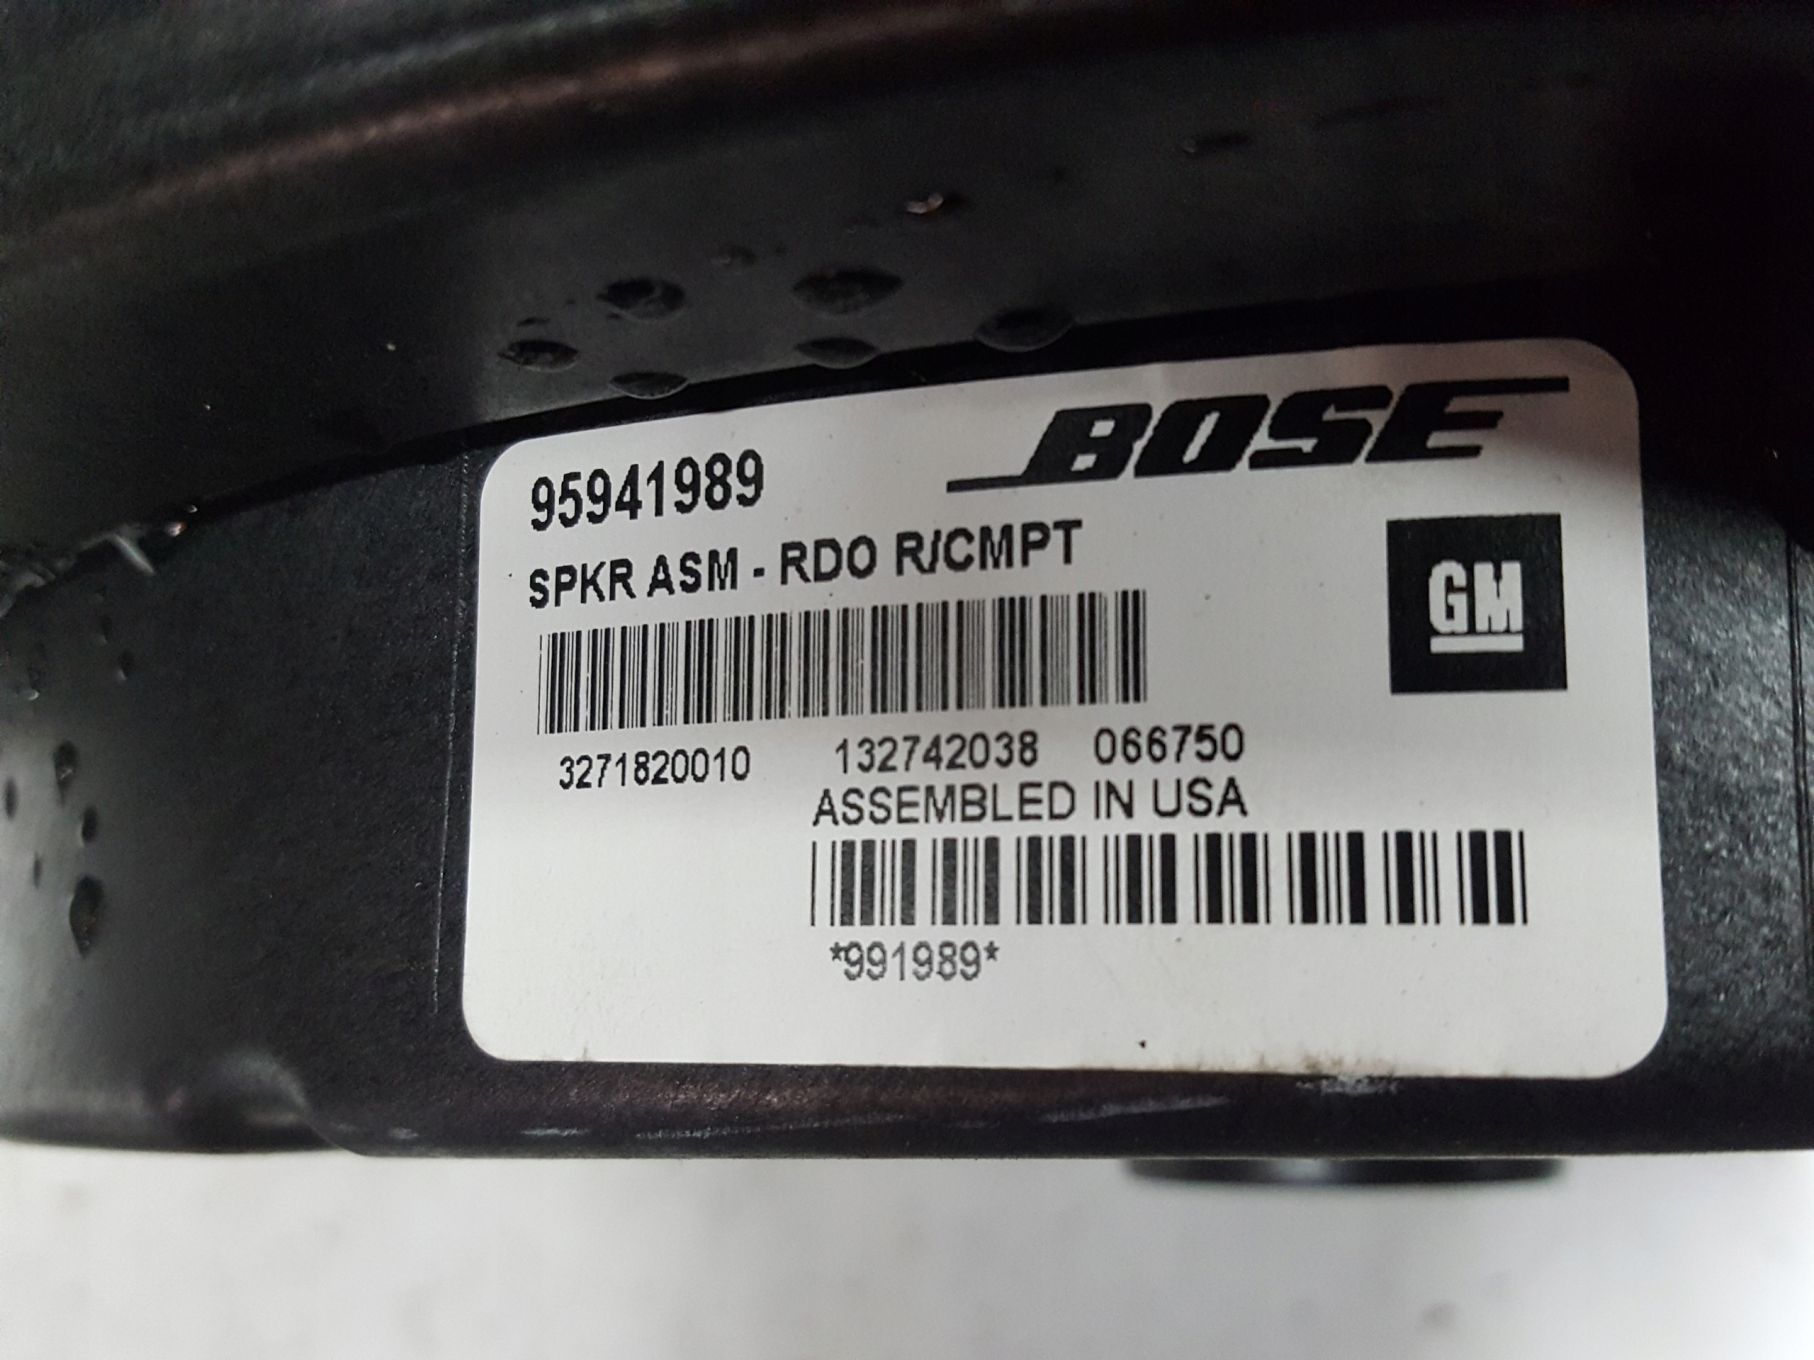 BOSE
95941989
SPKR ASM - RDO R/CMPT
GM
3271820010 132742038 066750
ASSEMBLED IN USA
*991989*